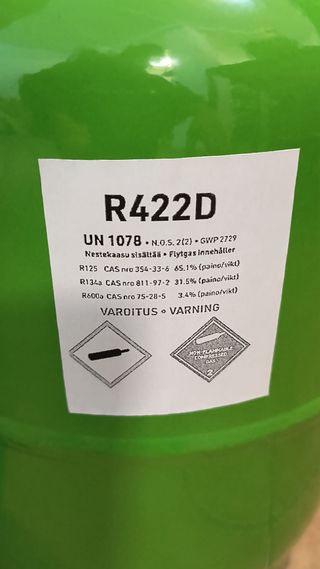 R422D
UN 1078 • N.O.S. 2(2) • GWP 2729
Nestekaasu sisältää • Flytgas innehåller
R125 CAS nro 354-33-6 65.1% (paino/vikt)
R134a CAS nro 811-97-2 31.5% (paino/vikt)
R600a CAS nro 75-28-5 3.4% (paino/vikt)
VAROITUS • VARNING
NON-FLAMMABLE
COMPRESSED
GAS
2